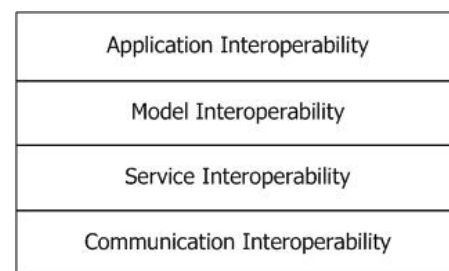 Application Interoperability
Model Interoperability
Service Interoperability
Communication Interoperability